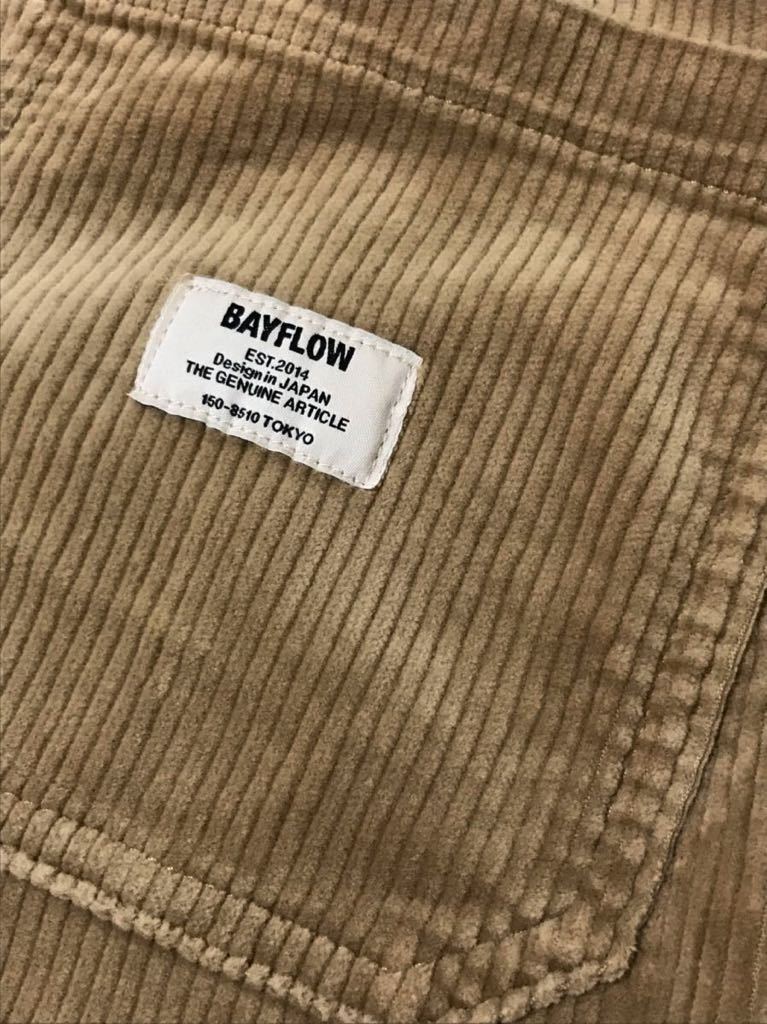 BAYFLOW
EST.2014
Design in JAPAN
THE GENUINE ARTICLE
150-8510 TOKYO